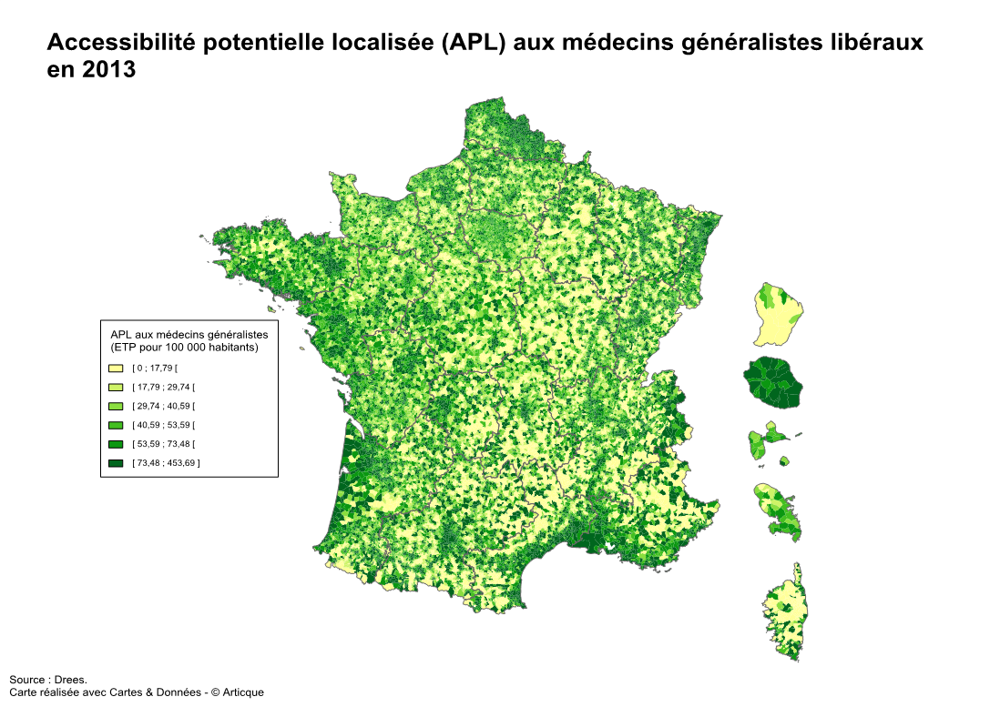 Accessibilité potentielle localisée (APL) aux médecins généralistes libéraux
en 2013
APL aux médecins généralistes
(ETP pour 100 000 habitants)
[ 0 ; 17,79 [
[ 17,79 ; 29,74 [
[ 29,74 ; 40,59 [
[ 40,59 ; 53,59 [
[ 53,59 ; 73,48 [
[ 73,48 ; 453,69 ]
Source : Drees.
Carte réalisée avec Cartes & Données - © Articque